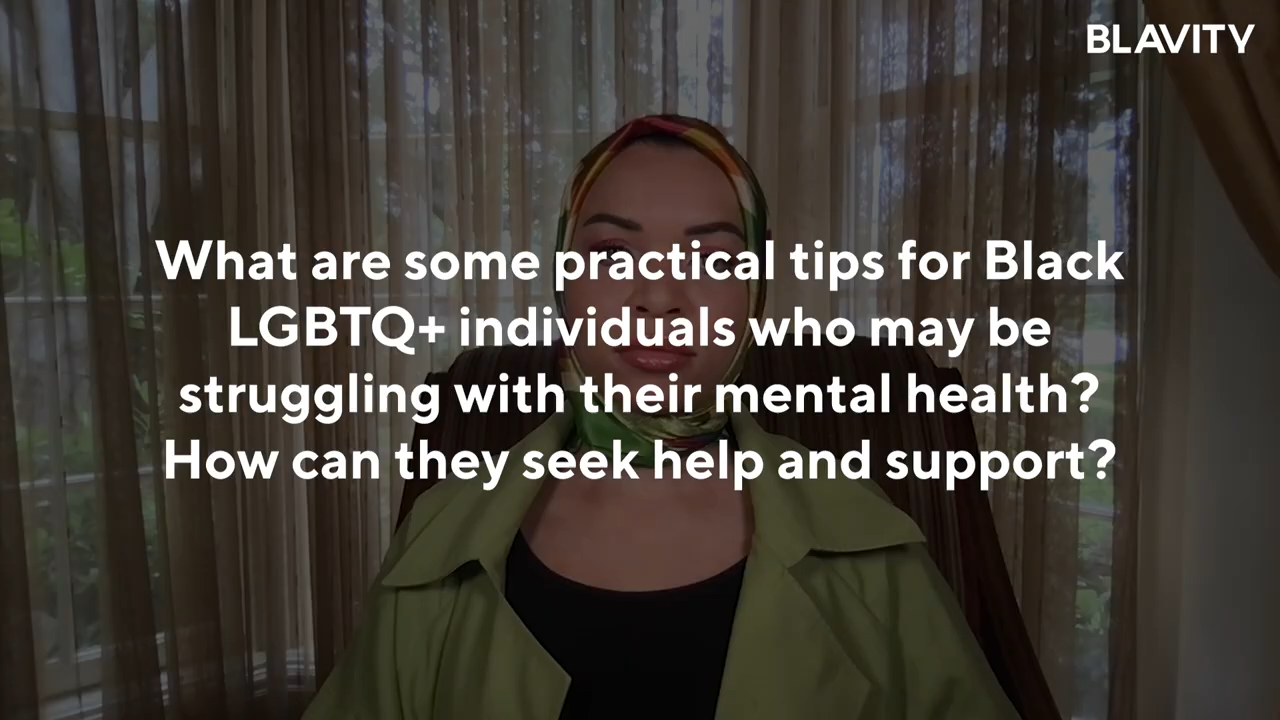 BLAVITY
What are some practical tips for Black
LGBTQ+ individuals who may be
struggling with their mental health?
How can they seek help and support?